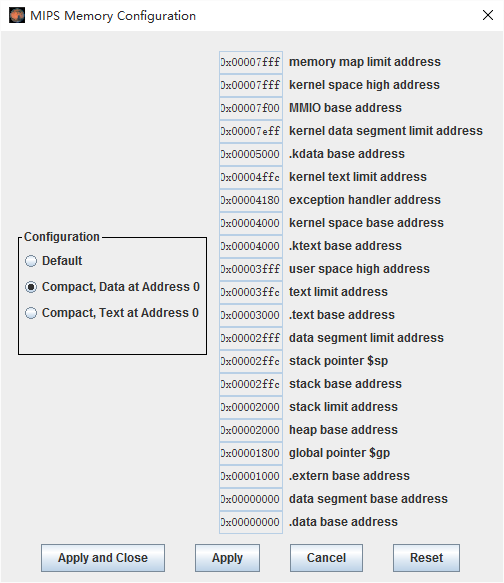 MIPS Memory Configuration
0x00007fff memory map limit address
0x00007fff kernel space high address
0x00007f00 MMIO base address
0x00007eff kernel data segment limit address
0x00005000 .kdata base address
0x00004ffc kernel text limit address
0x00004180 exception handler address
0x00004000 kernel space base address
0x00004000 .ktext base address
0x00003fff user space high address
0x00003ffc text limit address
0x00003000 .text base address
0x00002fff data segment limit address
0x00002ffc stack pointer $sp
0x00002ffc stack base address
0x00002000 stack limit address
0x00002000 heap base address
0x00001800 global pointer $gp
0x00001000 .extern base address
0x00000000 data segment base address
0x00000000 .data base address
Configuration
Default
Compact, Data at Address 0
Compact, Text at Address 0
Apply and Close Apply Cancel Reset